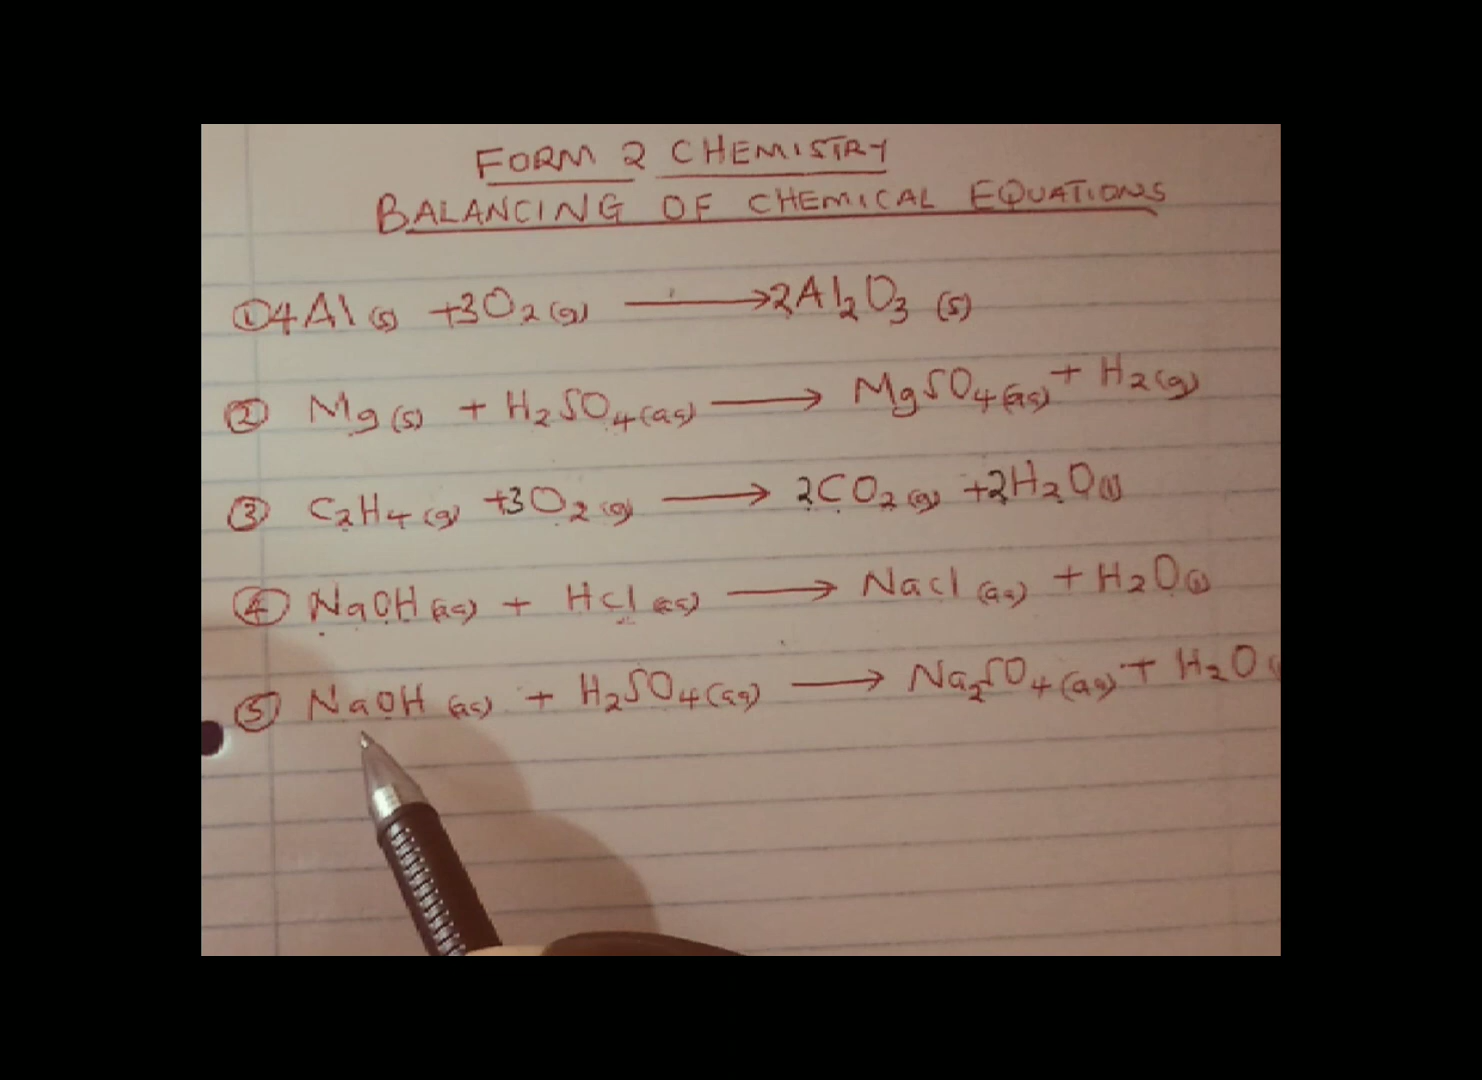 FORM 2 CHEMISTRY
BALANCING OF CHEMICAL EQUATIONS
① 4Al(s) +3O₂(g) ⟶ 2Al₂O₃ (s)
② Mg(s) + H₂SO₄(aq) ⟶ MgSO₄(aq) + H₂(g)
③ C₂H₄(g) +3O₂(g) ⟶ 2CO₂(g) +2H₂O(l)
④ NaOH(aq) + HCl(aq) ⟶ NaCl(aq) + H₂O(l)
⑤ NaOH(aq) + H₂SO₄(aq) ⟶ Na₂SO₄(aq) + H₂O